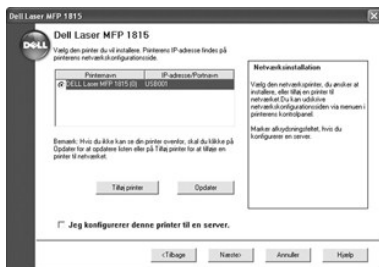 Dell Laser MFP 1815
DELL
Dell Laser MFP 1815
Vælg den printer du vil installere. Printerens IP-adresse findes på
printerens netværkskonfigurationsside.
Printernavn IP-adresse/Portnavn
DELL Laser MFP 1815 (0) USB001
Bemærk: Hvis du ikke kan se din printer ovenfor, skal du klikke på
Opdater for at opdatere listen eller på Tilføj printer for at tilføje en
printer til netværket.
Tilføj printer Opdater
Jeg konfigurerer denne printer til en server.
Netværksinstallation
Vælg den netværksprinter, du ønsker at
installere, eller tilføj en printer til
netværket.Du kan udskrive
netværkskonfigurationssiden via menuen i
printerens kontrolpanel.
Marker afkrydsningsfeltet, hvis du
konfigurerer en server.
<Tilbage Næste> Annuller Hjælp